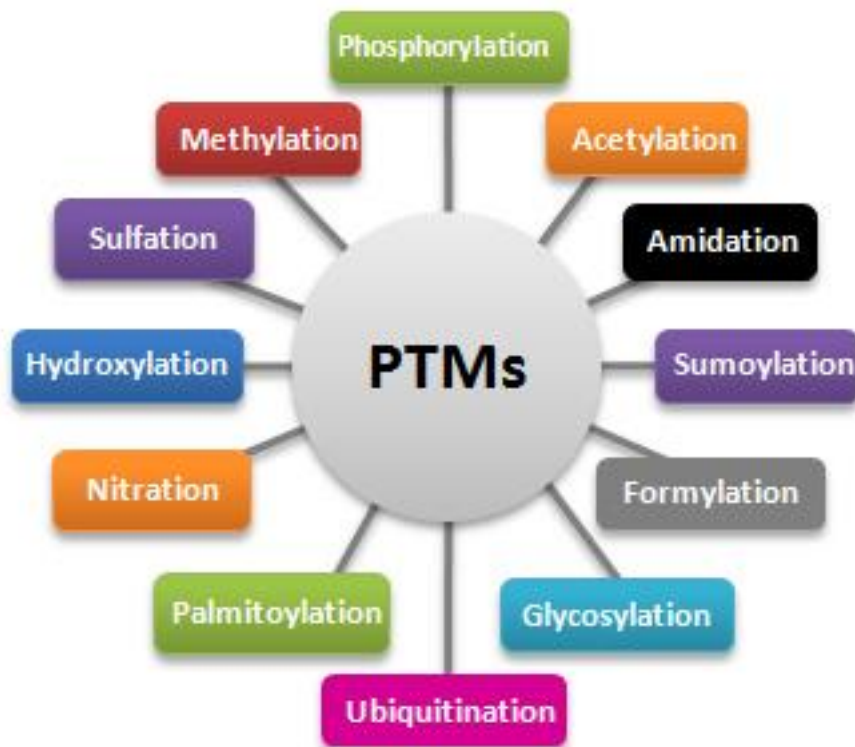 Phosphorylation
Methylation
Acetylation
Sulfation
Amidation
PTMs
Hydroxylation
Sumoylation
Nitration
Formylation
Palmitoylation
Glycosylation
Ubiquitination